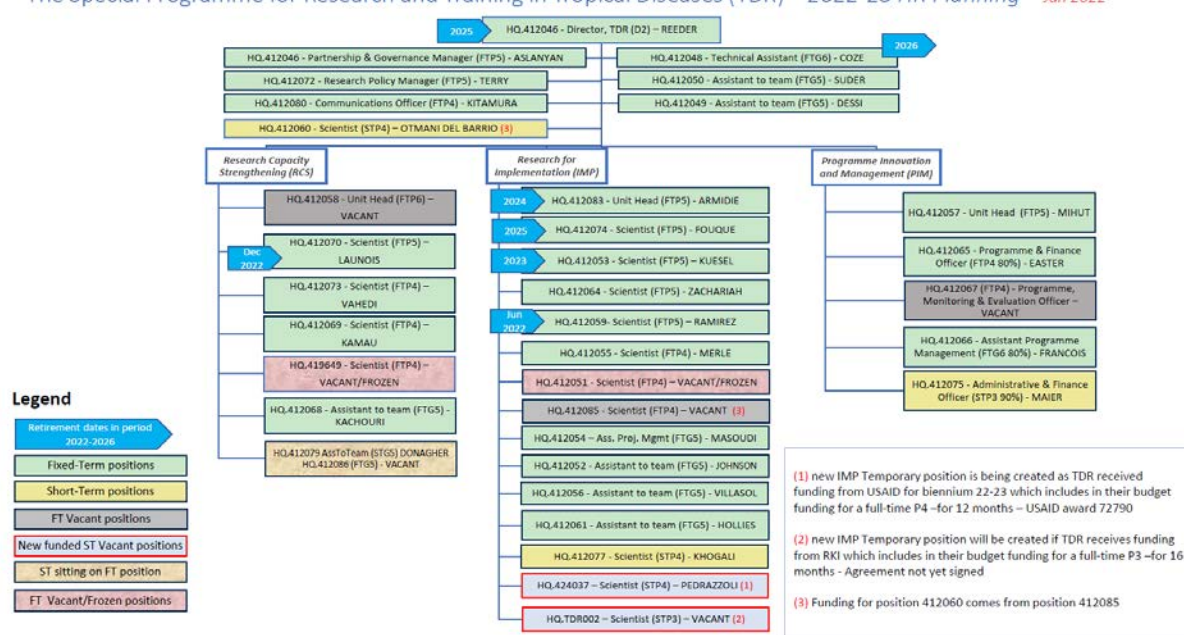 The Special Programme for Research and Training in Tropical Diseases (TDR) – 2022-23 HR Planning – Jan 2022
2025
HQ.412046 - Director, TDR (D2) – REEDER
2026
HQ.412046 - Partnership & Governance Manager (FTP5) - ASLANYAN
HQ.412048 - Technical Assistant (FTG6) - COZE
HQ.412072 - Research Policy Manager (FTP5) - TERRY
HQ.412050 - Assistant to team (FTG5) - SUDER
HQ.412080 - Communications Officer (FTP4) - KITAMURA
HQ.412049 - Assistant to team (FTG5) - DESSI
HQ.412060 - Scientist (STP4) – OTMANI DEL BARRIO (3)
Research Capacity
Strengthening (RCS)
HQ.412058 - Unit Head (FTP6) –
VACANT
Dec
2022
HQ.412070 - Scientist (FTP5) –
LAUNOIS
HQ.412073 - Scientist (FTP4) –
VAHEDI
HQ.412069 - Scientist (FTP4) –
KAMAU
HQ.419649 - Scientist (FTP4) –
VACANT/FROZEN
HQ.412068 - Assistant to team (FTG5) -
KACHOURI
HQ.412079 AssToTeam (STG5) DONAGHER
HQ.412086 (FTG5) - VACANT
Research for
Implementation (IMP)
2024
HQ.412083 - Unit Head (FTP5) - ARMIDIE
2025
HQ.412074 - Scientist (FTP5) - FOUQUE
2023
HQ.412053 - Scientist (FTP5) – KUESEL
HQ.412064 - Scientist (FTP5) - ZACHARIAH
Jun
2022
HQ.412059- Scientist (FTP5) - RAMIREZ
HQ.412055 - Scientist (FTP4) - MERLE
HQ.412051 - Scientist (FTP4) – VACANT/FROZEN
HQ.412085 - Scientist (FTP4) – VACANT (3)
HQ.412054 – Ass. Proj. Mgmt (FTG5) - MASOUDI
HQ.412052 - Assistant to team (FTG5) - JOHNSON
HQ.412056 - Assistant to team (FTG5) - VILLASOL
HQ.412061 - Assistant to team (FTG5) - HOLLIES
HQ.412077 - Scientist (STP4) - KHOGALI
HQ.424037 – Scientist (STP4) – PEDRAZZOLI (1)
HQ.TDR002 – Scientist (STP3) – VACANT (2)
Programme Innovation
and Management (PIM)
HQ.412057 - Unit Head (FTP5) - MIHUT
HQ.412065 - Programme & Finance
Officer (FTP4 80%) - EASTER
HQ.412067 (FTP4) - Programme,
Monitoring & Evaluation Officer –
VACANT
HQ.412066 - Assistant Programme
Management (FTG6 80%) - FRANCOIS
HQ.412075 - Administrative & Finance
Officer (STP3 90%) - MAIER
Legend
Retirement dates in period
2022-2026
Fixed-Term positions
Short-Term positions
FT Vacant positions
New funded ST Vacant positions
ST sitting on FT position
FT Vacant/Frozen positions
(1) new IMP Temporary position is being created as TDR received
funding from USAID for biennium 22-23 which includes in their budget
funding for a full-time P4 –for 12 months – USAID award 72790
(2) new IMP Temporary position will be created if TDR receives funding
from RKI which includes in their budget funding for a full-time P3 –for 16
months - Agreement not yet signed
(3) Funding for position 412060 comes from position 412085